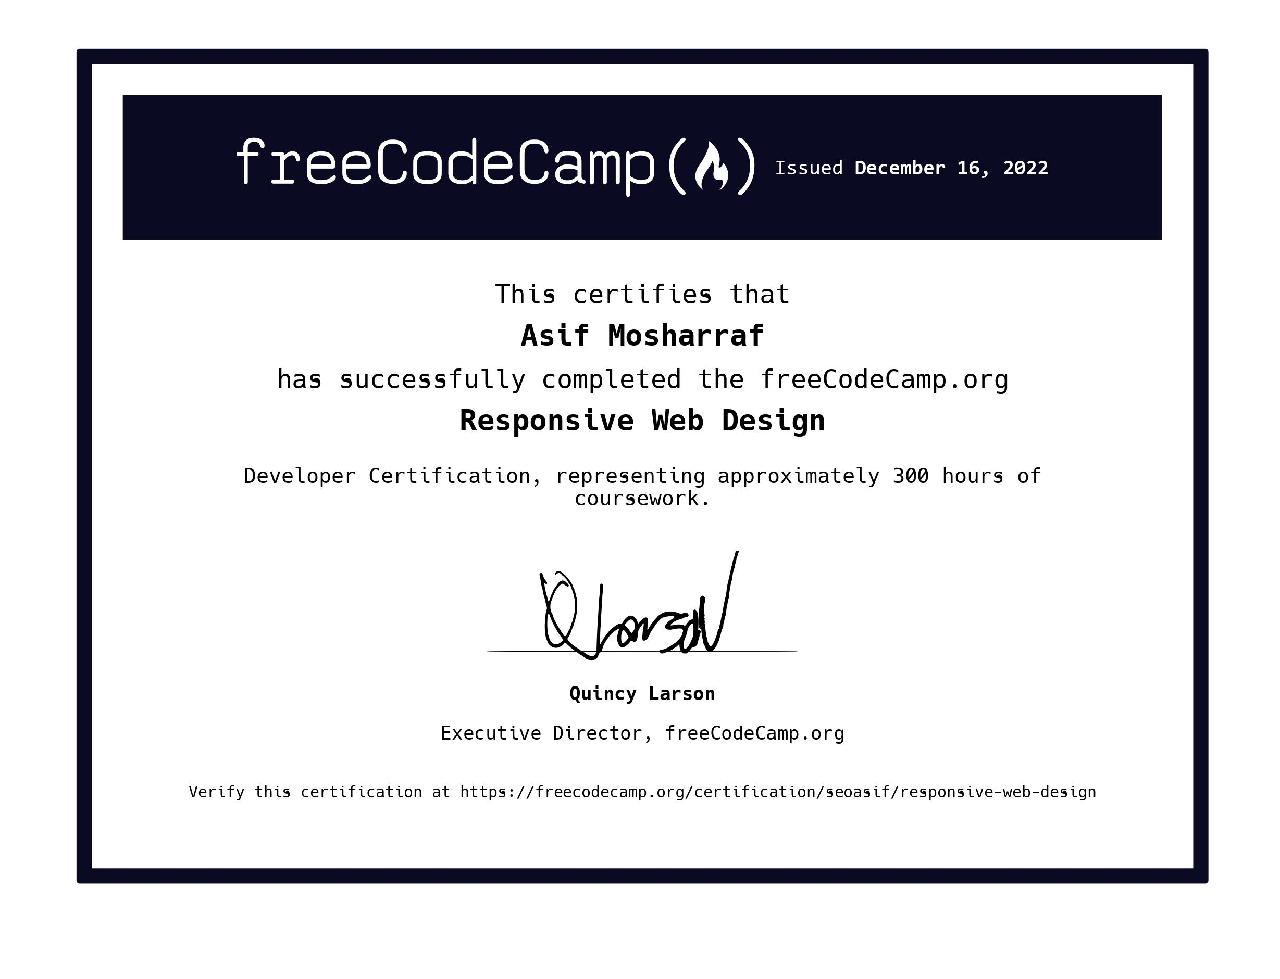 freeCodeCamp(🔥) Issued December 16, 2022
This certifies that
Asif Mosharraf
has successfully completed the freeCodeCamp.org
Responsive Web Design
Developer Certification, representing approximately 300 hours of
coursework.
Q Larson
Quincy Larson
Executive Director, freeCodeCamp.org
Verify this certification at https://freecodecamp.org/certification/seoasif/responsive-web-design